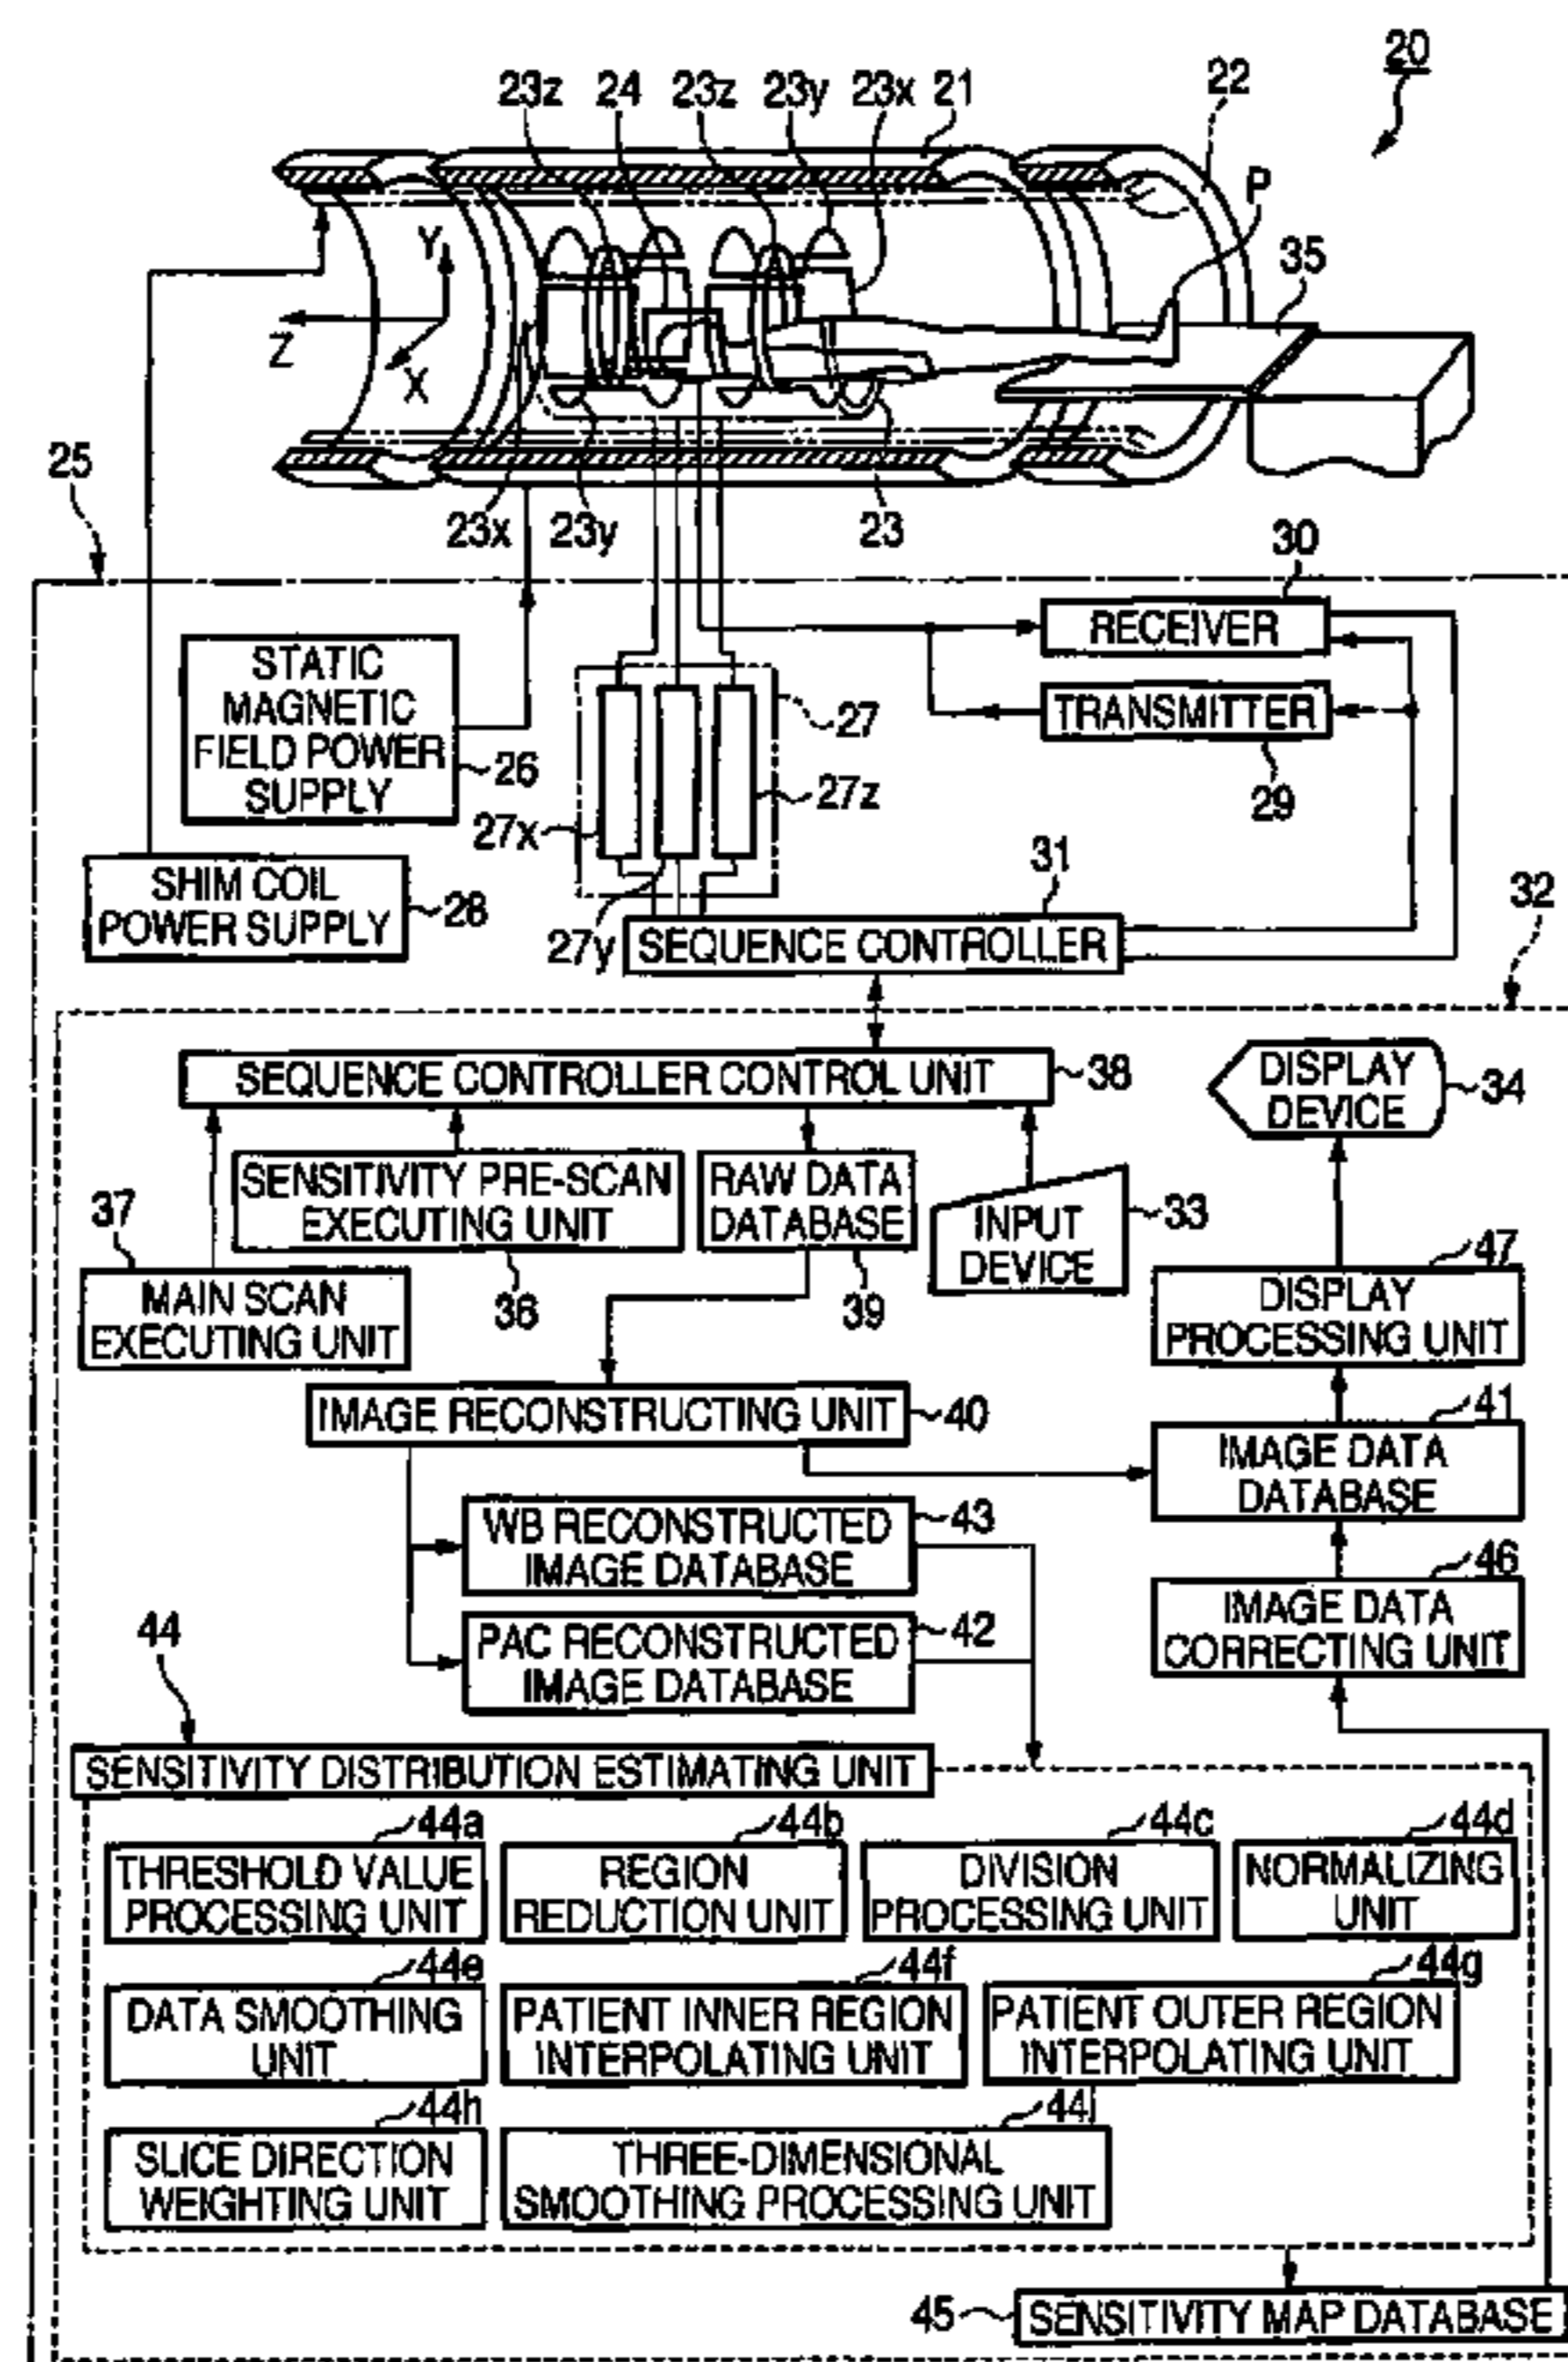 20
23z 24 23z 23y 23x 21 22
P
Y
35
Z
X
25
23x 23y 23
30
RECEIVER
STATIC
MAGNETIC
FIELD POWER
SUPPLY
26
27
TRANSMITTER
29
27x
27z
SHIM COIL
POWER SUPPLY
28
31
27y
SEQUENCE CONTROLLER
32
SEQUENCE CONTROLLER CONTROL UNIT
38
DISPLAY
DEVICE
34
SENSITIVITY PRE-SCAN
EXECUTING UNIT
36
RAW DATA
DATABASE
39
INPUT
DEVICE
33
37
MAIN SCAN
EXECUTING UNIT
47
DISPLAY
PROCESSING UNIT
IMAGE RECONSTRUCTING UNIT
40
41
IMAGE DATA
DATABASE
WB RECONSTRUCTED
IMAGE DATABASE
43
46
IMAGE DATA
CORRECTING UNIT
PAC RECONSTRUCTED
IMAGE DATABASE
42
44
SENSITIVITY DISTRIBUTION ESTIMATING UNIT
44a
THRESHOLD VALUE
PROCESSING UNIT
44b
REGION
REDUCTION UNIT
44c
DIVISION
PROCESSING UNIT
44d
NORMALIZING
UNIT
44e
DATA SMOOTHING
UNIT
44f
PATIENT INNER REGION
INTERPOLATING UNIT
44g
PATIENT OUTER REGION
INTERPOLATING UNIT
44h
SLICE DIRECTION
WEIGHTING UNIT
44i
THREE-DIMENSIONAL
SMOOTHING PROCESSING UNIT
45
SENSITIVITY MAP DATABASE